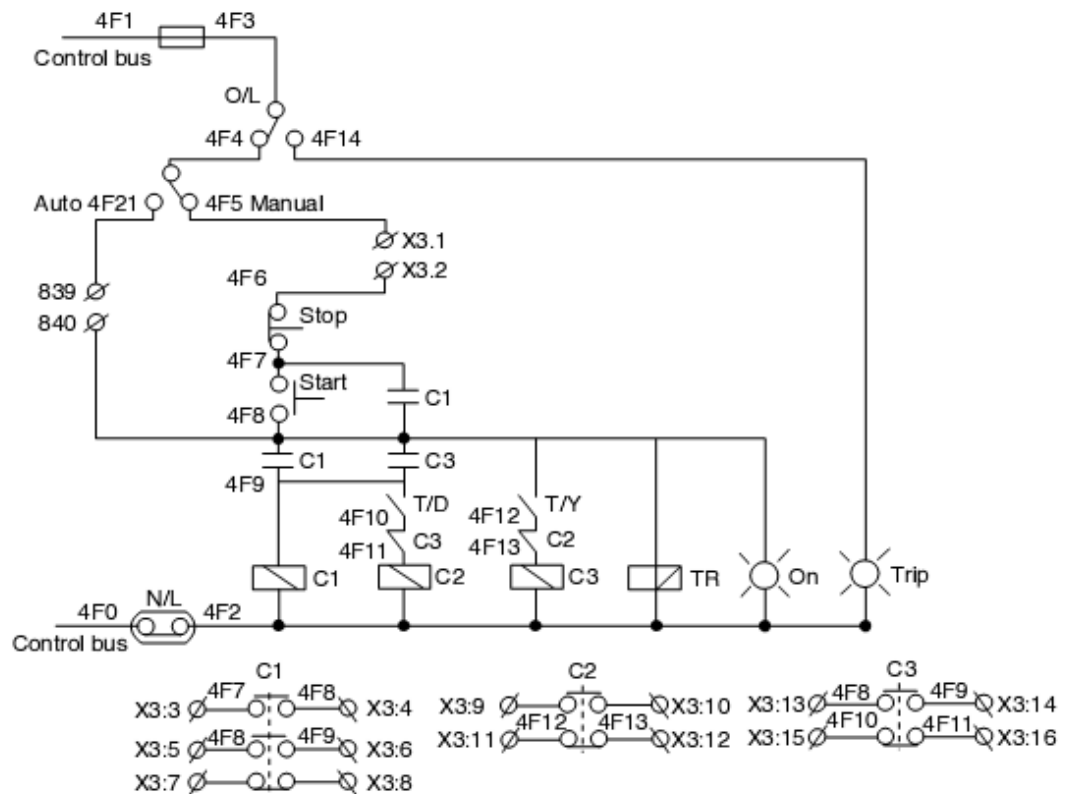 4F1 4F3
Control bus
O/L
4F4 4F14
Auto 4F21 4F5 Manual
X3.1
X3.2
4F6
839
840
Stop
4F7
Start
C1
4F8
C1 C3
4F9
T/D T/Y
4F10 4F12
C3 C2
4F11 4F13
C1 C2 C3 TR On Trip
N/L
4F0 4F2
Control bus
C1 C2 C3
X3:3 4F7 4F8 X3:4 X3:9 X3:10 X3:13 4F8 4F9 X3:14
X3:5 4F8 4F9 X3:6 X3:11 4F12 4F13 X3:12 X3:15 4F10 4F11 X3:16
X3:7 X3:8